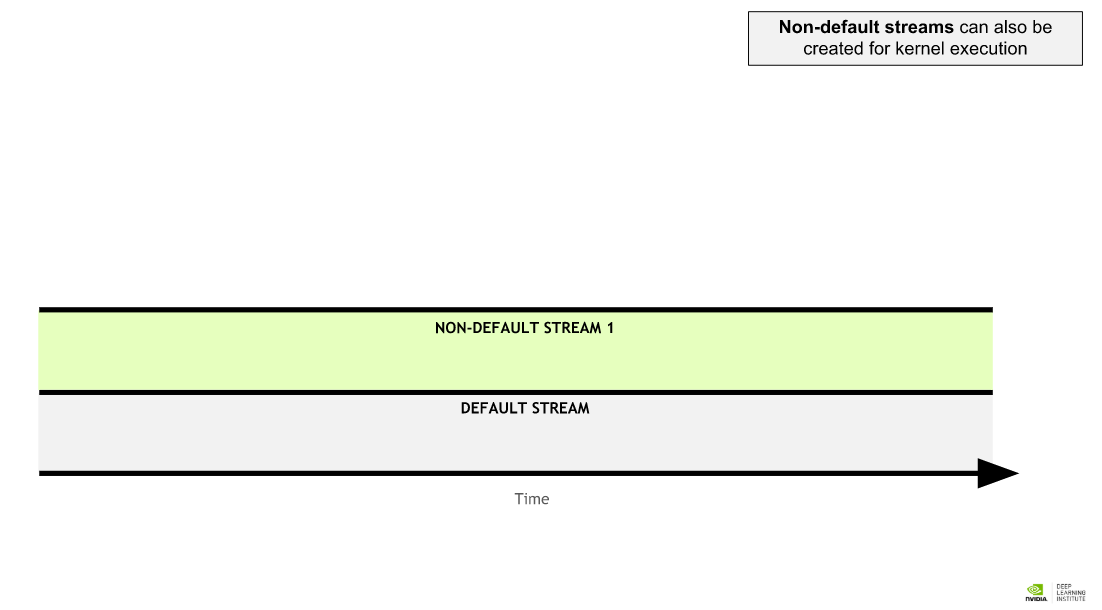 Non-default streams can also be
created for kernel execution
NON-DEFAULT STREAM 1
DEFAULT STREAM
Time
NVIDIA.
DEEP
LEARNING
INSTITUTE